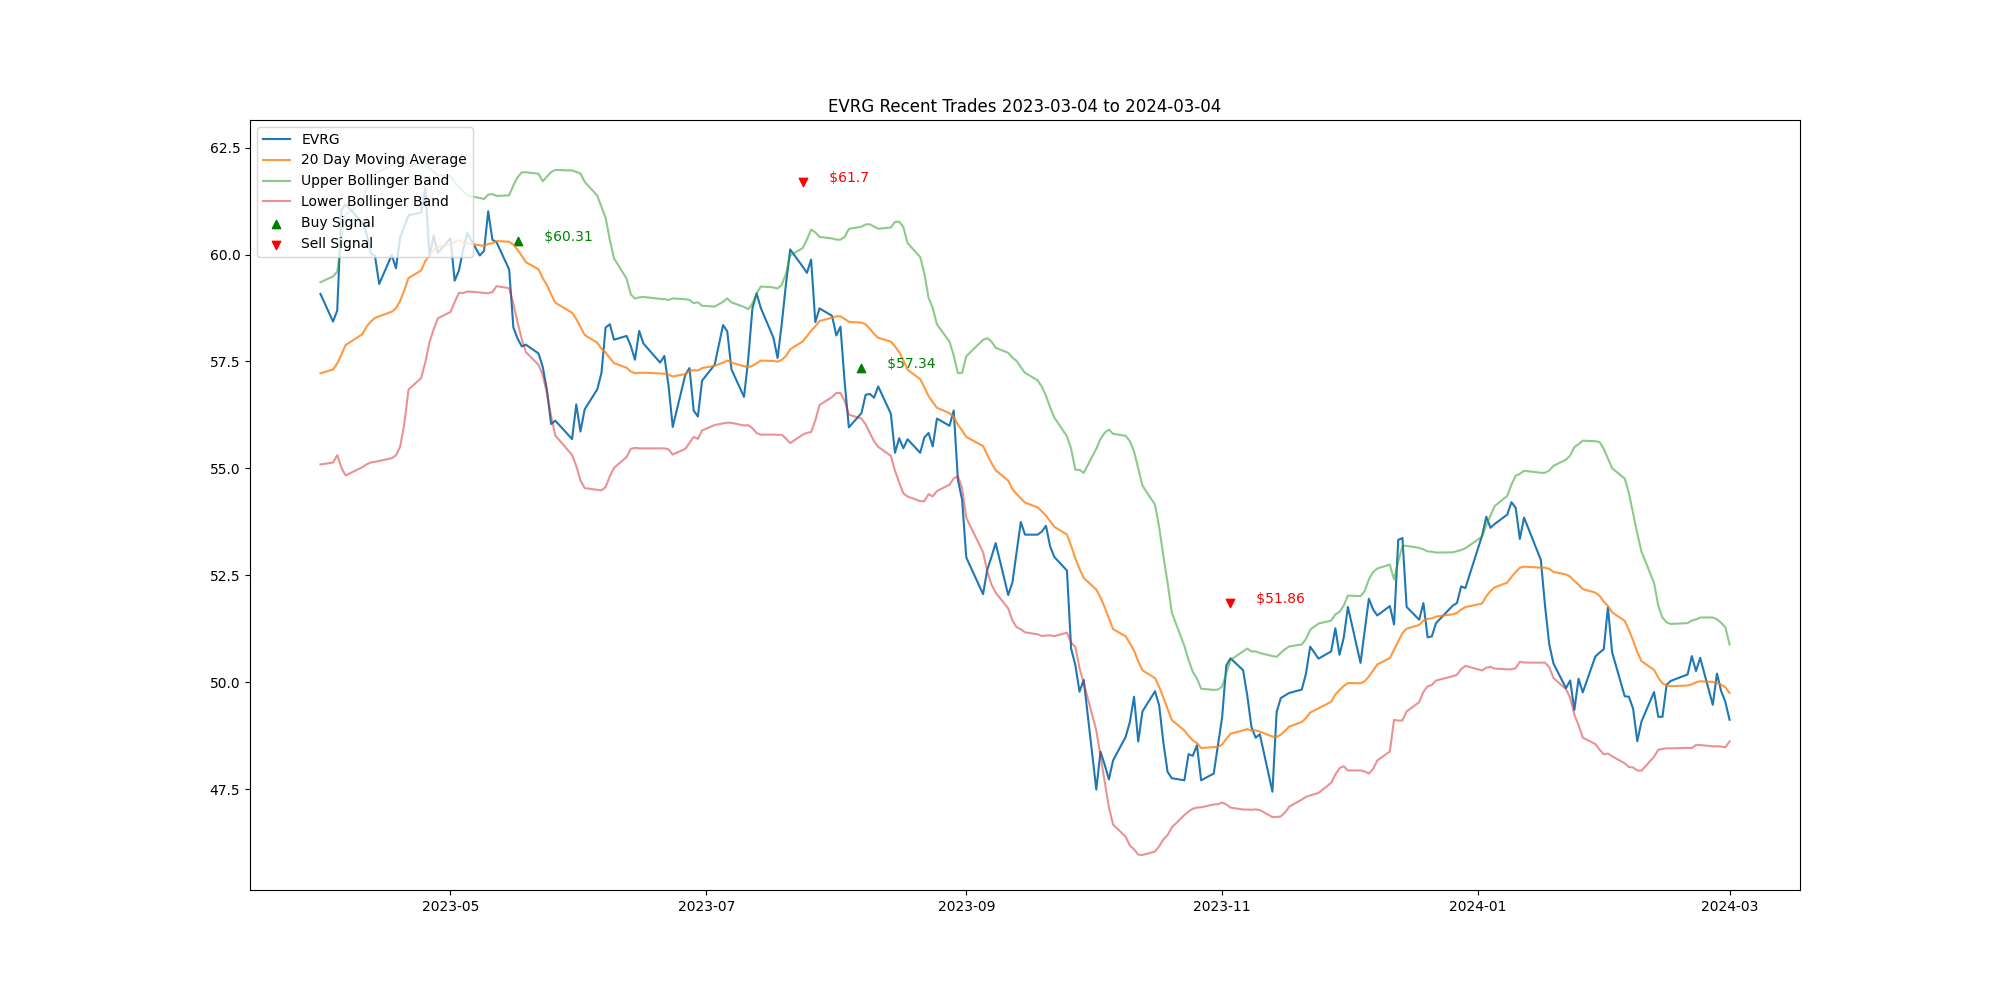 EVRG Recent Trades 2023-03-04 to 2024-03-04
62.5
60.0
57.5
55.0
52.5
50.0
47.5
EVRG
20 Day Moving Average
Upper Bollinger Band
Lower Bollinger Band
Buy Signal
Sell Signal
$61.7
$60.31
$57.34
$51.86
2023-05
2023-07
2023-09
2023-11
2024-01
2024-03